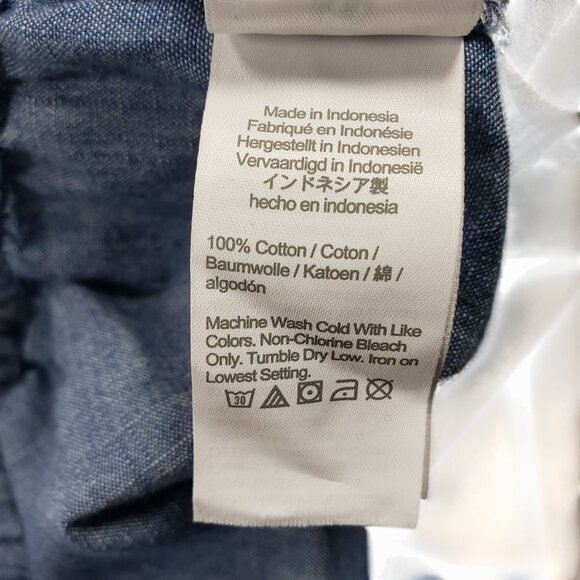 Made in Indonesia
Fabriqué en Indonésie
Hergestellt in Indonesien
Vervaardigd in Indonesië
インドネシア製
hecho en indonesia
100% Cotton / Coton /
Baumwolle / Katoen / 綿 /
algodón
Machine Wash Cold With Like
Colors. Non-Chlorine Bleach
Only. Tumble Dry Low. Iron on
Lowest Setting.
30